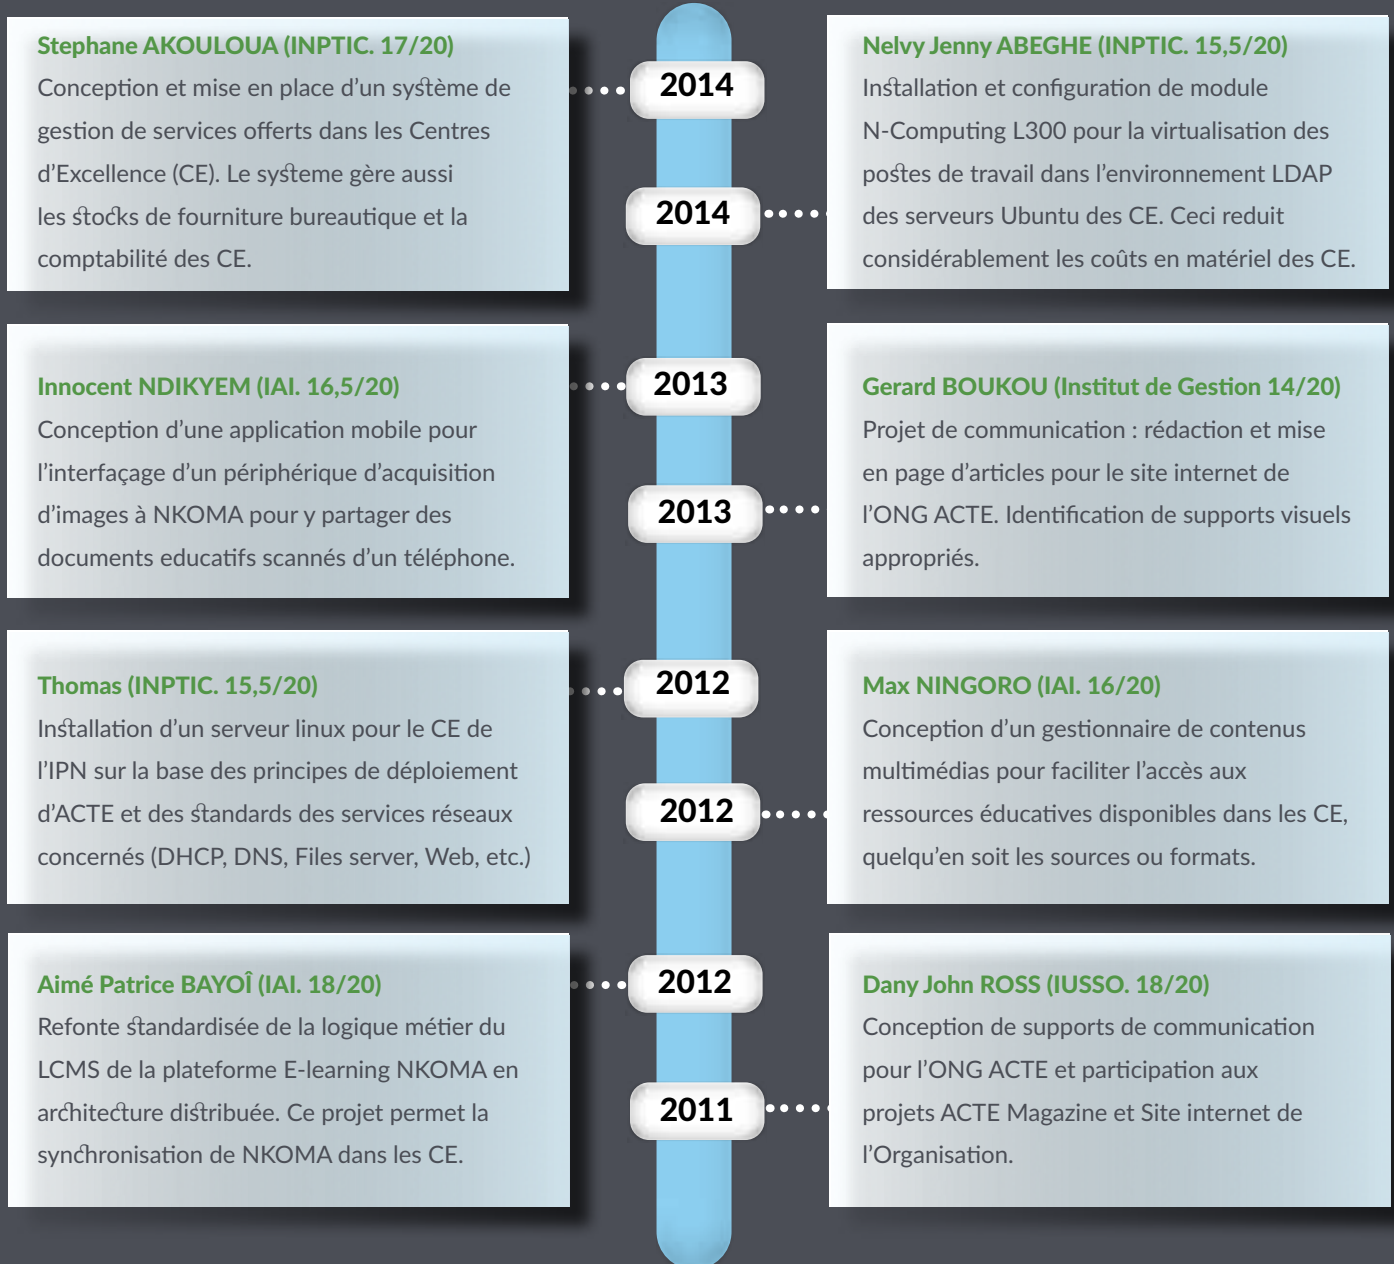 Stephane AKOULOUA (INPTIC. 17/20)
Conception et mise en place d'un système de
gestion de services offerts dans les Centres
d'Excellence (CE). Le systeme gère aussi
les stocks de fourniture bureautique et la
comptabilité des CE.
2014
Nelvy Jenny ABEGHE (INPTIC. 15,5/20)
Installation et configuration de module
N-Computing L300 pour la virtualisation des
postes de travail dans l'environnement LDAP
des serveurs Ubuntu des CE. Ceci reduit
considérablement les coûts en matériel des CE.
2014
Innocent NDIKYEM (IAI. 16,5/20)
Conception d'une application mobile pour
l'interfaçage d'un périphérique d'acquisition
d'images à NKOMA pour y partager des
documents educatifs scannés d'un téléphone.
2013
Gerard BOUKOU (Institut de Gestion 14/20)
Projet de communication : rédaction et mise
en page d'articles pour le site internet de
l'ONG ACTE. Identification de supports visuels
appropriés.
2013
Thomas (INPTIC. 15,5/20)
Installation d'un serveur linux pour le CE de
l'IPN sur la base des principes de déploiement
d'ACTE et des standards des services réseaux
concernés (DHCP, DNS, Files server, Web, etc.)
2012
Max NINGORO (IAI. 16/20)
Conception d'un gestionnaire de contenus
multimédias pour faciliter l'accès aux
ressources éducatives disponibles dans les CE,
quelqu'en soit les sources ou formats.
2012
Aimé Patrice BAYOÎ (IAI. 18/20)
Refonte standardisée de la logique métier du
LCMS de la plateforme E-learning NKOMA en
architecture distribuée. Ce projet permet la
synchronisation de NKOMA dans les CE.
2012
Dany John ROSS (IUSSO. 18/20)
Conception de supports de communication
pour l'ONG ACTE et participation aux
projets ACTE Magazine et Site internet de
l'Organisation.
2011